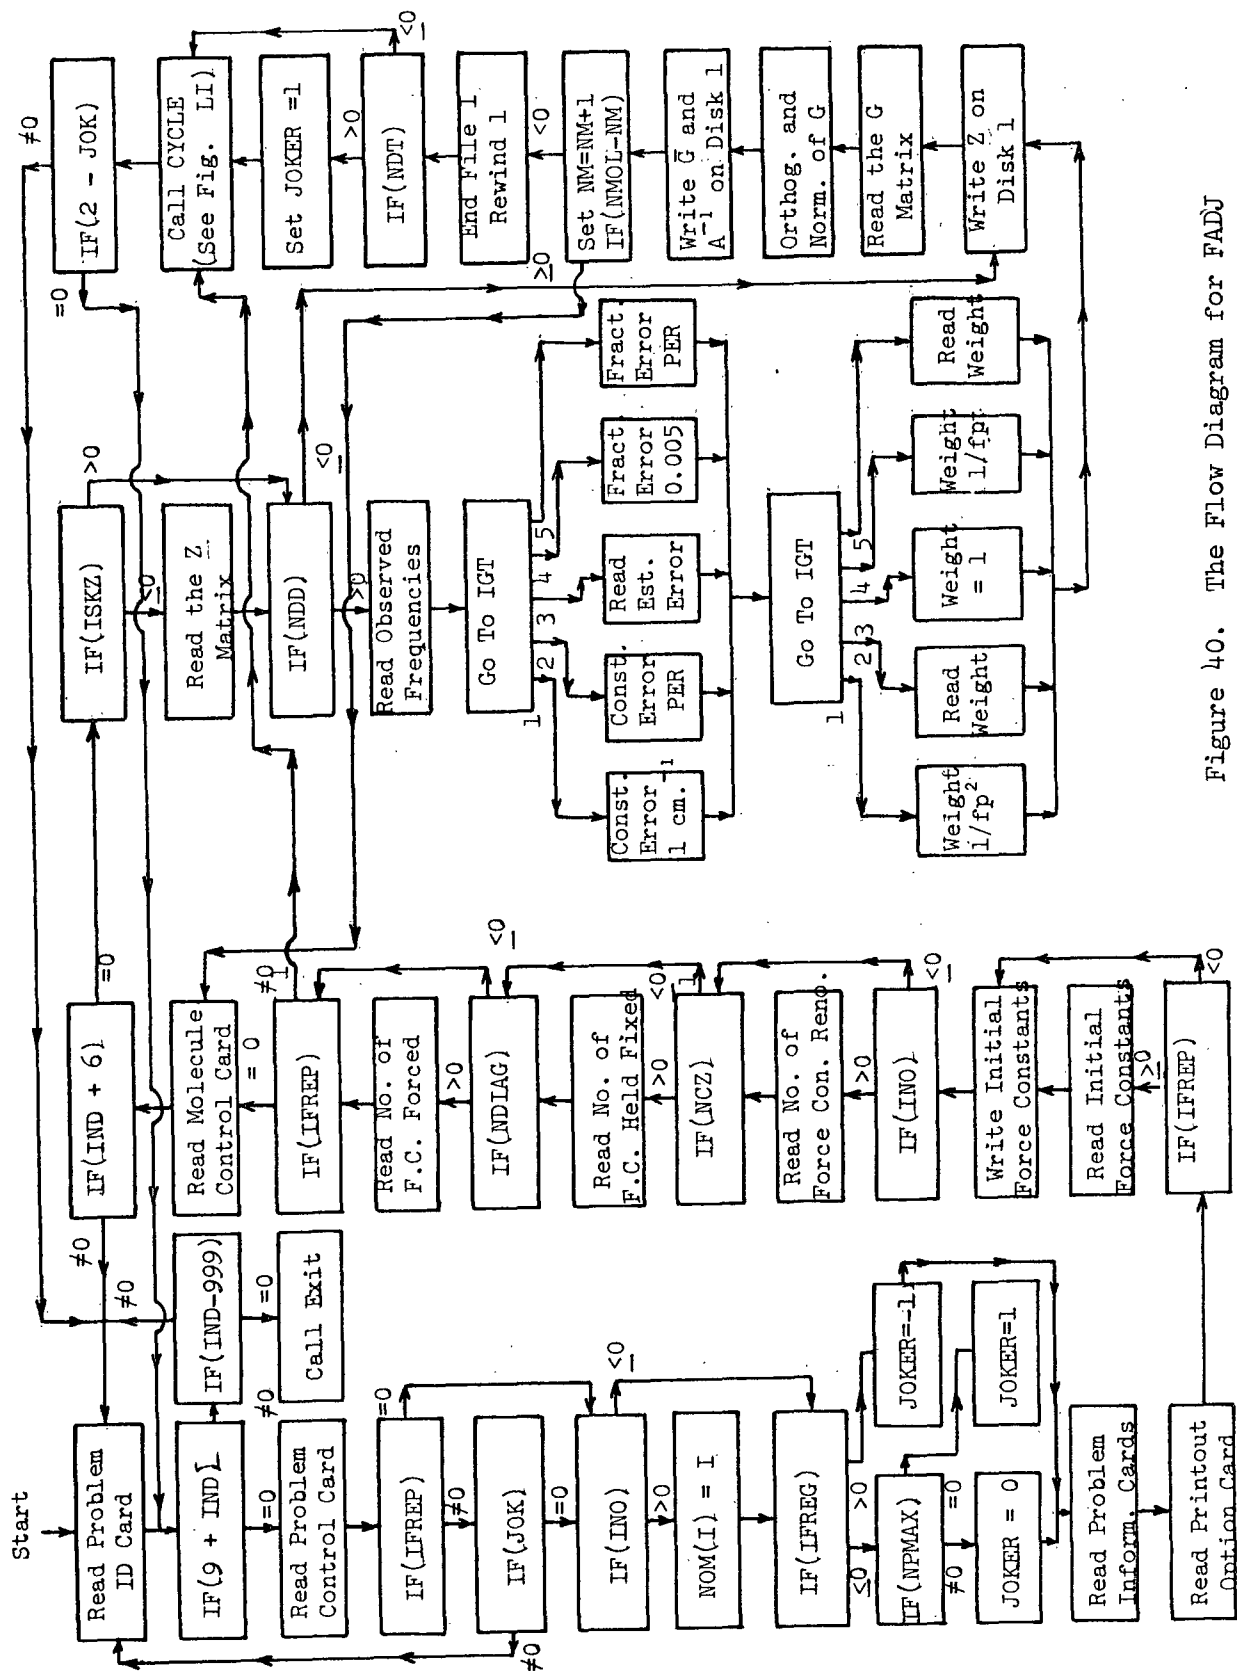 Start
Read Problem
ID Card
IF(9 + IND)
=0
≠0
IF(IND-999)
≠0
=0
Call Exit
Read Problem
Control Card
IF(IFREP)
=0
≠0
IF(JOK)
≠0
=0
IF(INO)
≤0
>0
NOM(I) = I
IF(IFREG)
≤0
>0
IF(NPMAX)
≠0
=0
JOKER=-1
JOKER=1
JOKER = 0
Read Problem
Inform. Cards
Read Printout
Option Card
IF(IND + 6)
≠0
=0
Read Molecule
Control Card
= 0
≠0
IF(IFREP)
Read No. of
F.C. Forced
>0
IF(NDIAG)
≤0
Read No. of
F.C. Held Fixed
>0
≤0
IF(NCZ)
Read No. of
Force Con. Reno.
>0
IF(INO)
≤0
Write Initial
Force Constants
Read Initial
Force Constants
≥0
IF(IFREP)
<0
IF(ISKZ)
>0
≤0
Read the Z
Matrix
IF(NDD)
≤0
>0
Read Observed
Frequencies
Go To IGT
1
2
3
4
5
Const.
Error
1 cm.⁻¹
Const.
Error
PER
Read
Est.
Error
Fract.
Error
0.005
Fract.
Error
PER
Go To IGT
1
2
3
4
5
Weight
1/fp²
Read
Weight
Weight
= 1
Weight
1/fp
Read
Weight
IF(2 - JOK)
=0
≠0
Call CYCLE
(See Fig. LI)
Set JOKER =1
>0
IF(NDT)
≤0
End File 1
Rewind 1
<0
Set NM=NM+1
IF(NMOL-NM)
≥0
Write G̅ and
A⁻¹ on Disk 1
Orthog. and
Norm. of G
Read the G
Matrix
Write Z on
Disk 1
Figure 40. The Flow Diagram for FADJ